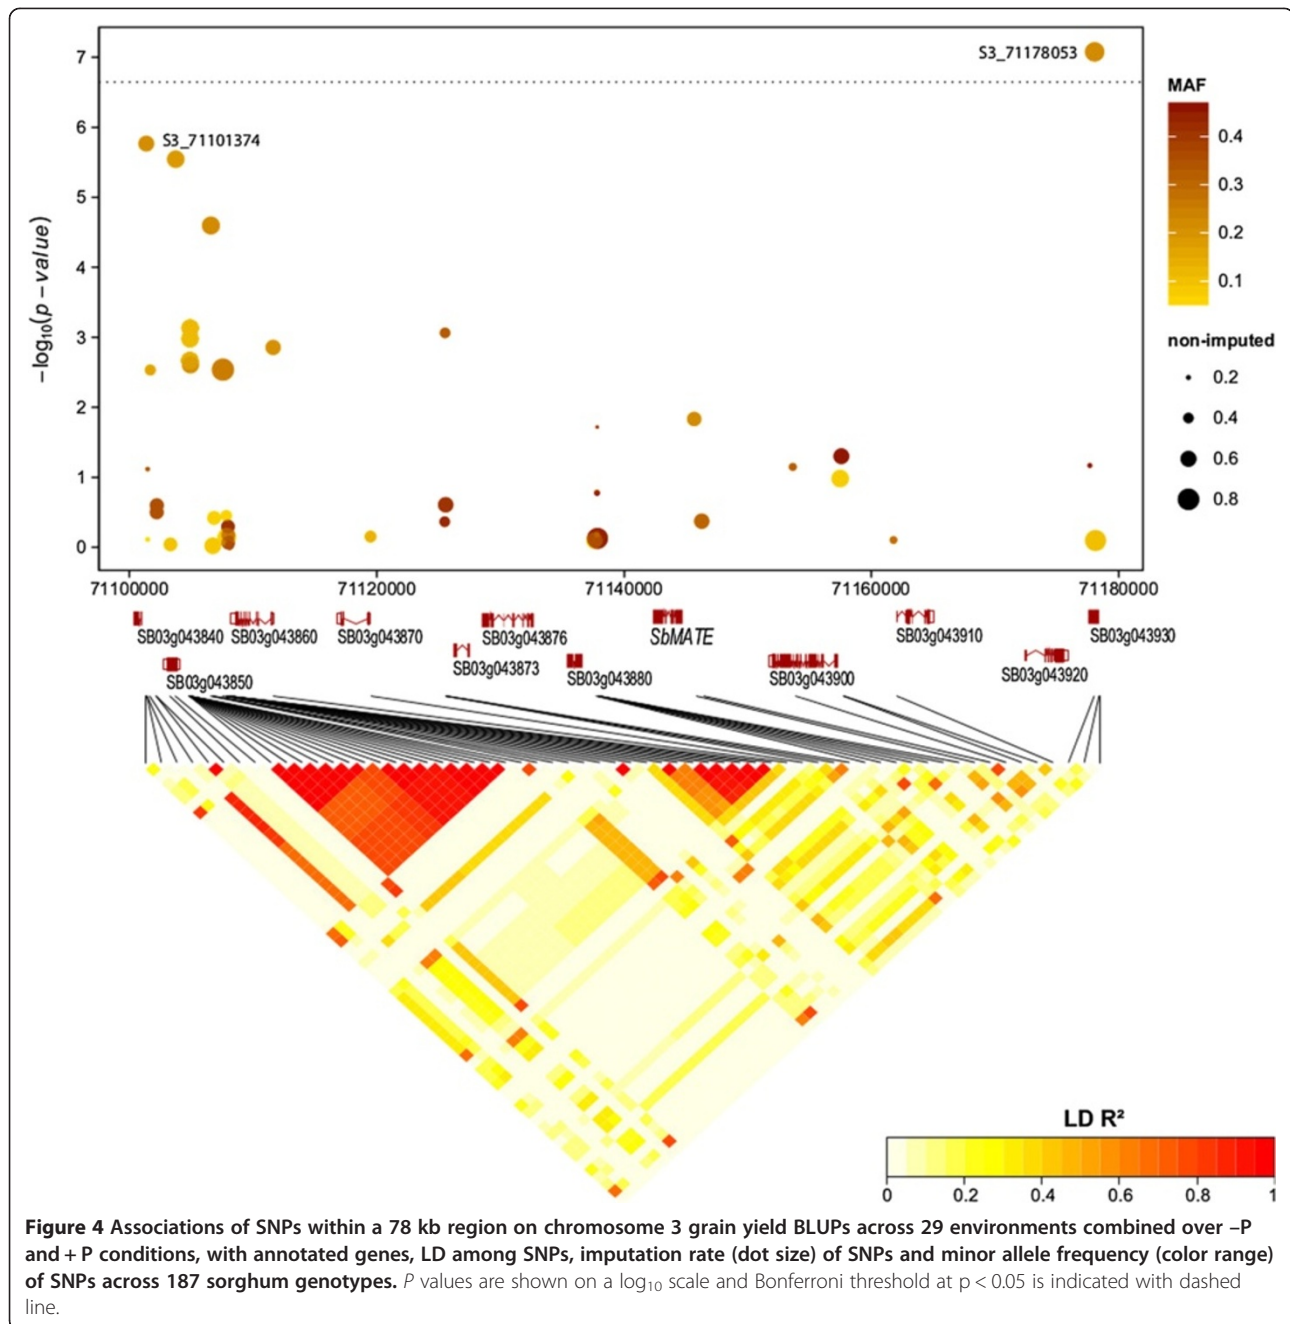 7
6
5
4
3
2
1
0
−log₁₀(p − value)
S3_71178053
S3_71101374
71100000
71120000
71140000
71160000
71180000
MAF
0.4
0.3
0.2
0.1
non-imputed
0.2
0.4
0.6
0.8
SB03g043840
SB03g043860
SB03g043870
SB03g043876
SbMATE
SB03g043910
SB03g043930
SB03g043850
SB03g043873
SB03g043880
SB03g043900
SB03g043920
LD R²
0
0.2
0.4
0.6
0.8
1
Figure 4 Associations of SNPs within a 78 kb region on chromosome 3 grain yield BLUPs across 29 environments combined over –P
and + P conditions, with annotated genes, LD among SNPs, imputation rate (dot size) of SNPs and minor allele frequency (color range)
of SNPs across 187 sorghum genotypes. P values are shown on a log₁₀ scale and Bonferroni threshold at p < 0.05 is indicated with dashed
line.